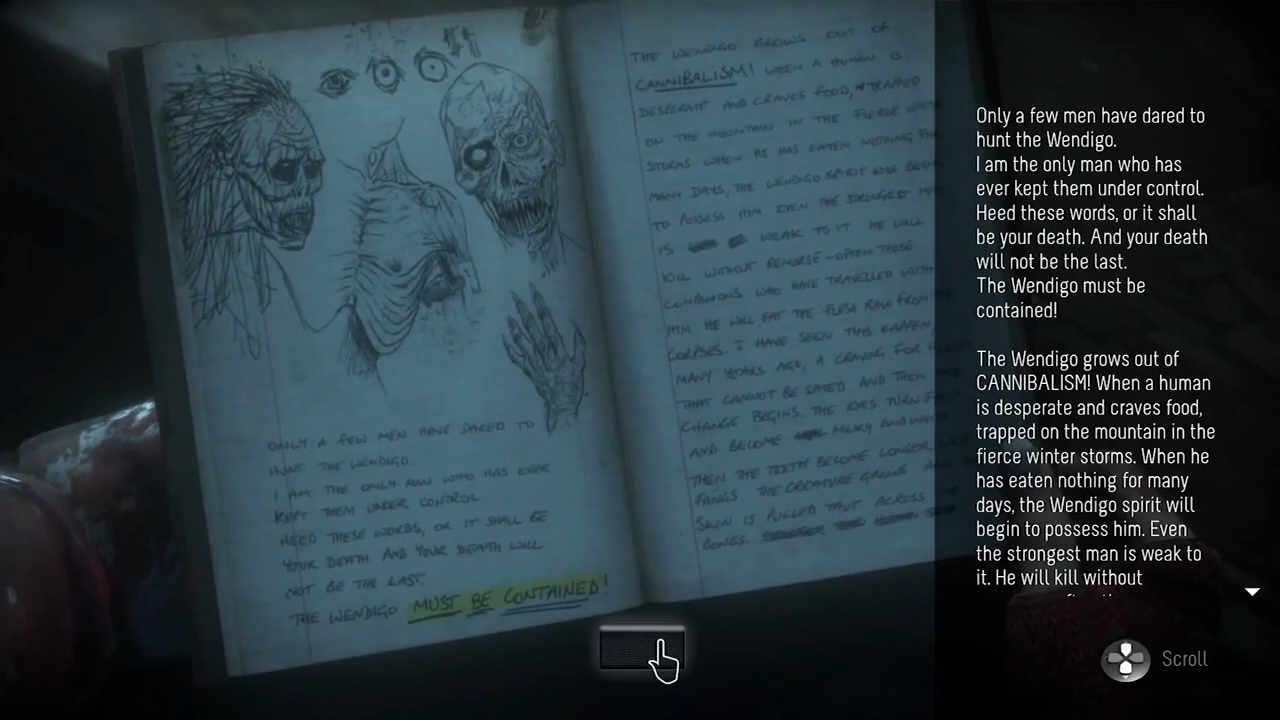 ONLY A FEW MEN HAVE DARED TO
HUNT THE WENDIGO.
I AM THE ONLY MAN WHO HAS EVER
KEPT THEM UNDER CONTROL
HEED THESE WORDS, OR IT SHALL BE
YOUR DEATH. AND YOUR DEATH WILL
NOT BE THE LAST.
THE WENDIGO MUST BE CONTAINED!
THE WENDIGO GROWS OUT OF
CANNIBALISM! WHEN A HUMAN IS
DESPERATE AND CRAVES FOOD, TRAPPED
ON THE MOUNTAIN IN THE FIERCE WINTER
STORMS WHEN HE HAS EATEN NOTHING FOR
MANY DAYS, THE WENDIGO SPIRIT WILL BEGIN
TO POSSESS HIM. EVEN THE STRONGEST MAN
IS WEAK TO IT. HE WILL
KILL WITHOUT REMORSE - OFTEN THOSE
COMPANIONS WHO HAVE TRAVELLED WITH
HIM. HE WILL EAT THE FLESH RAW FROM
CORPSES. I HAVE SEEN THIS HAPPEN
MANY YEARS AGO, A CRAVING FOR
THAT CANNOT BE SATED. AND THEN THE
CHANGE BEGINS. THE EYES TURN FIRST
AND BECOME MILKY AND WHITE
THEN THE TEETH BECOME LONGER LIKE
FANGS THE CREATURE GROWS AND
SKIN IS PULLED TAUT ACROSS
BONES.
Only a few men have dared to
hunt the Wendigo.
I am the only man who has
ever kept them under control.
Heed these words, or it shall
be your death. And your death
will not be the last.
The Wendigo must be
contained!
The Wendigo grows out of
CANNIBALISM! When a human
is desperate and craves food,
trapped on the mountain in the
fierce winter storms. When he
has eaten nothing for many
days, the Wendigo spirit will
begin to possess him. Even
the strongest man is weak to
it. He will kill without
Scroll